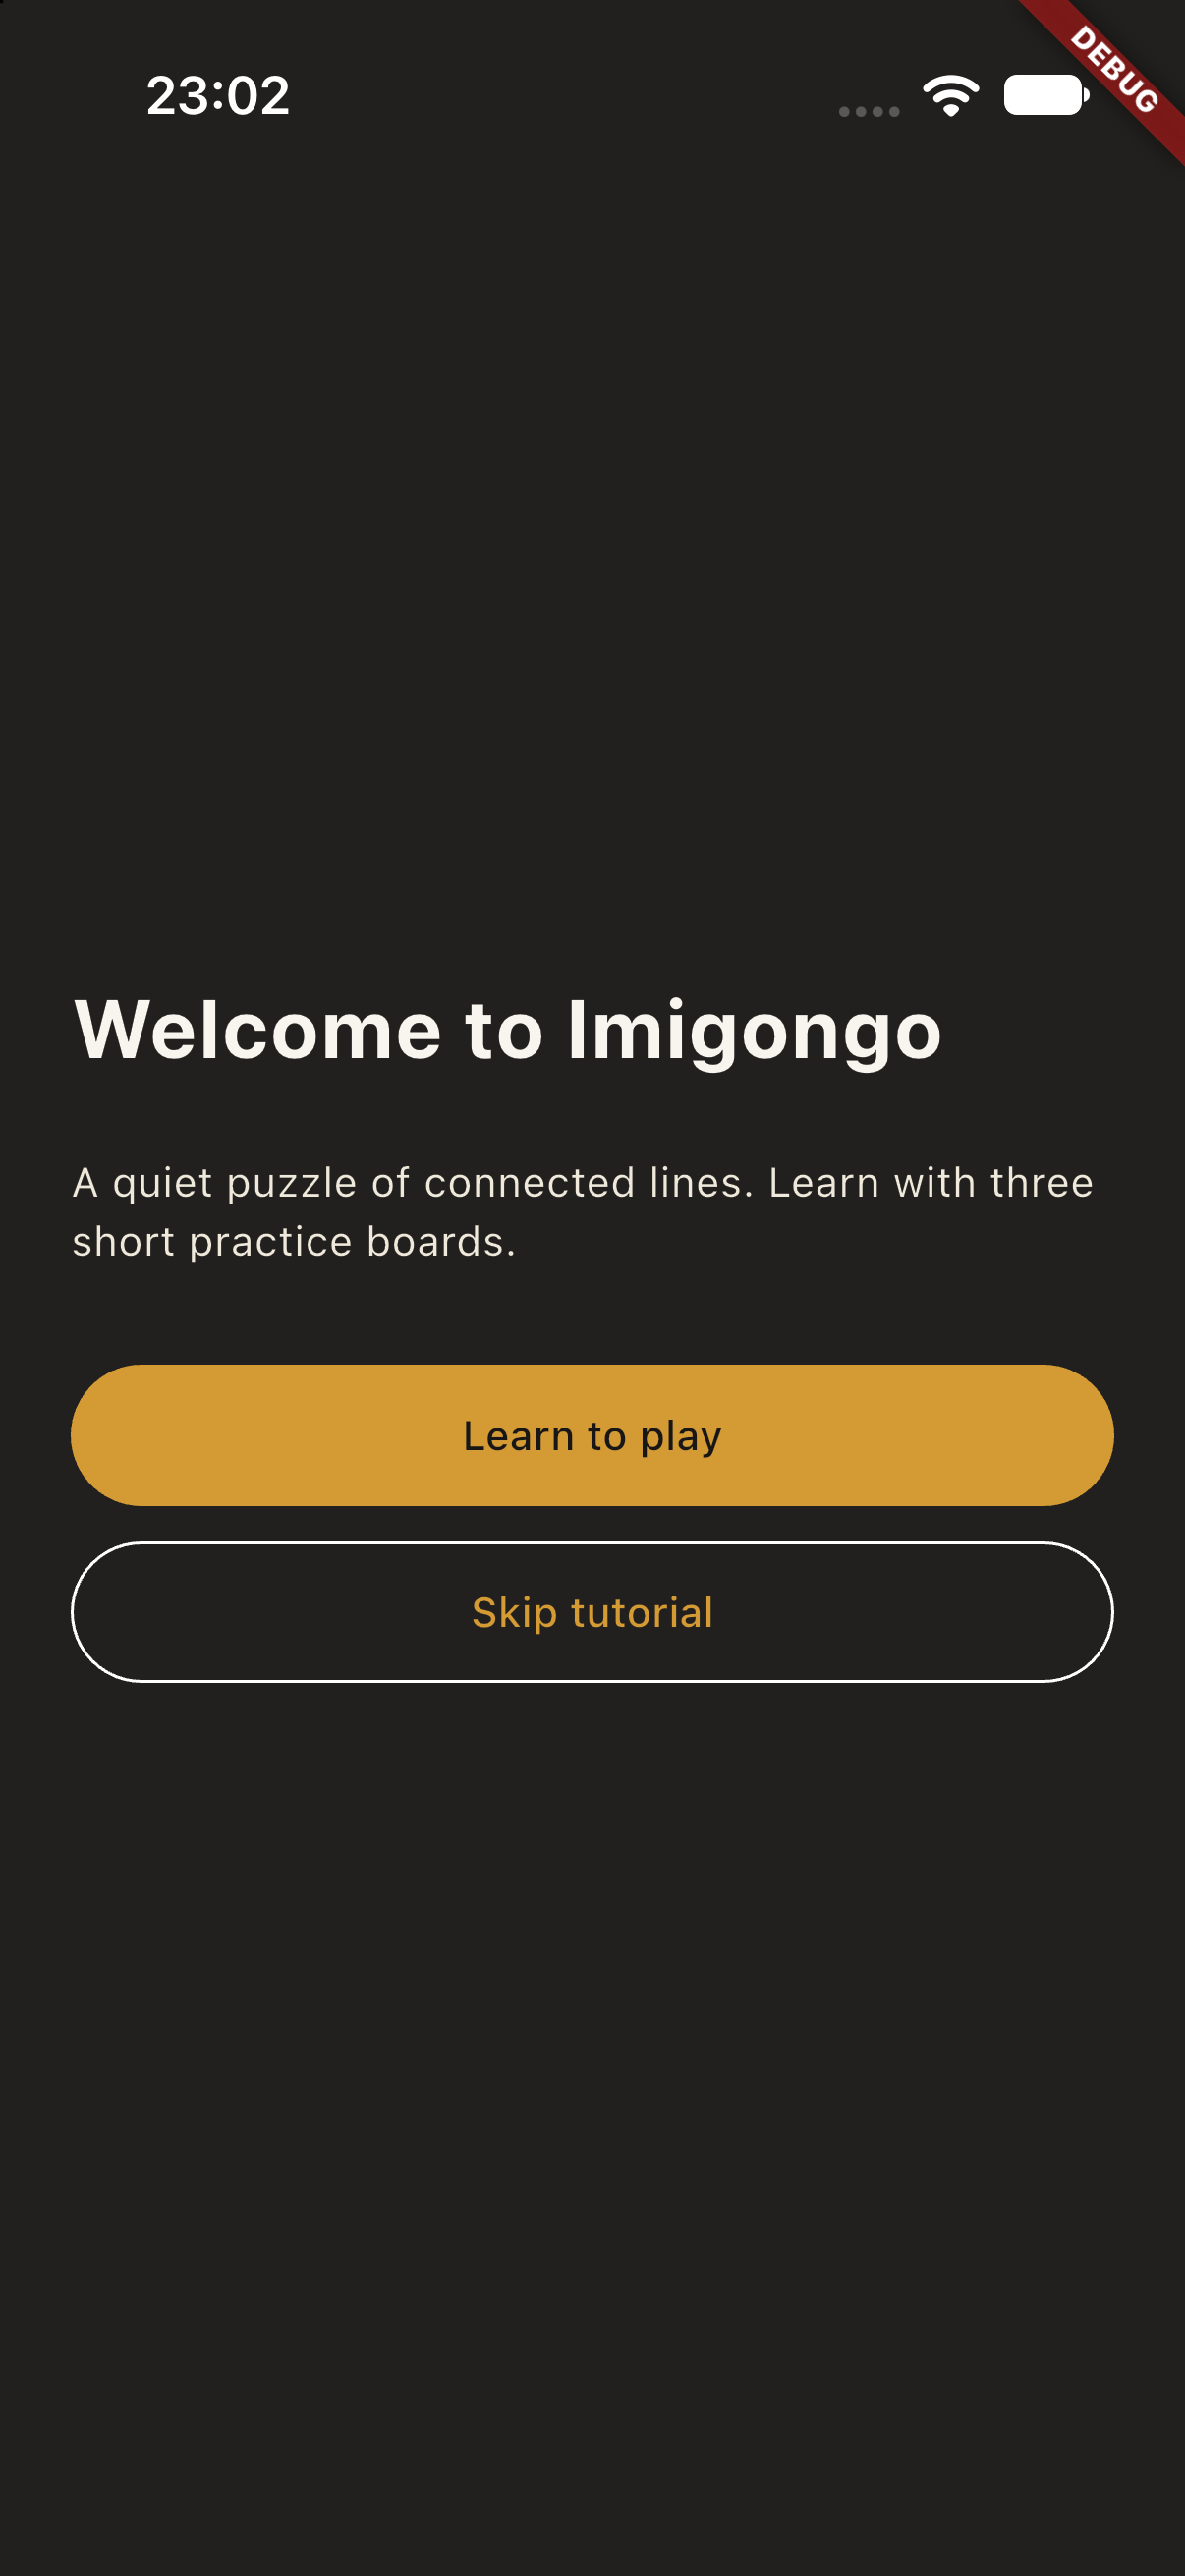 23:02
DEBUG
Welcome to Imigongo
A quiet puzzle of connected lines. Learn with three
short practice boards.
Learn to play
Skip tutorial